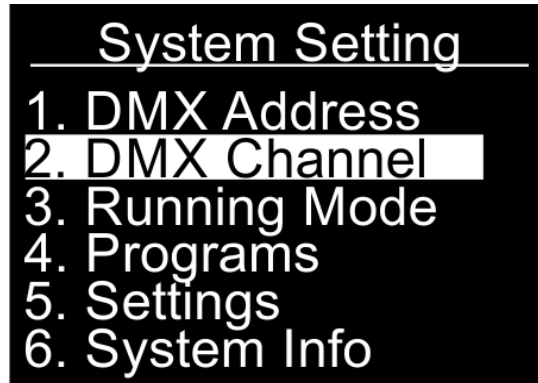 System Setting
1. DMX Address
2. DMX Channel
3. Running Mode
4. Programs
5. Settings
6. System Info